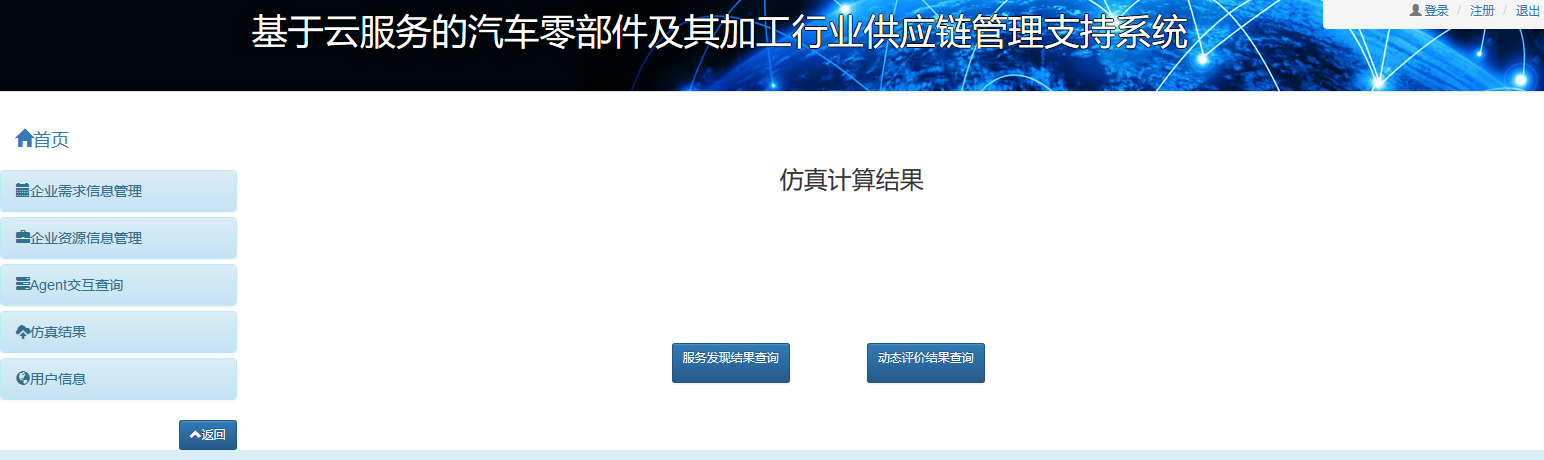 基于云服务的汽车零部件及其加工行业供应链管理支持系统
登录 / 注册 / 退出
首页
企业需求信息管理
企业资源信息管理
Agent交互查询
仿真结果
用户信息
返回
仿真计算结果
服务发现结果查询
动态评价结果查询